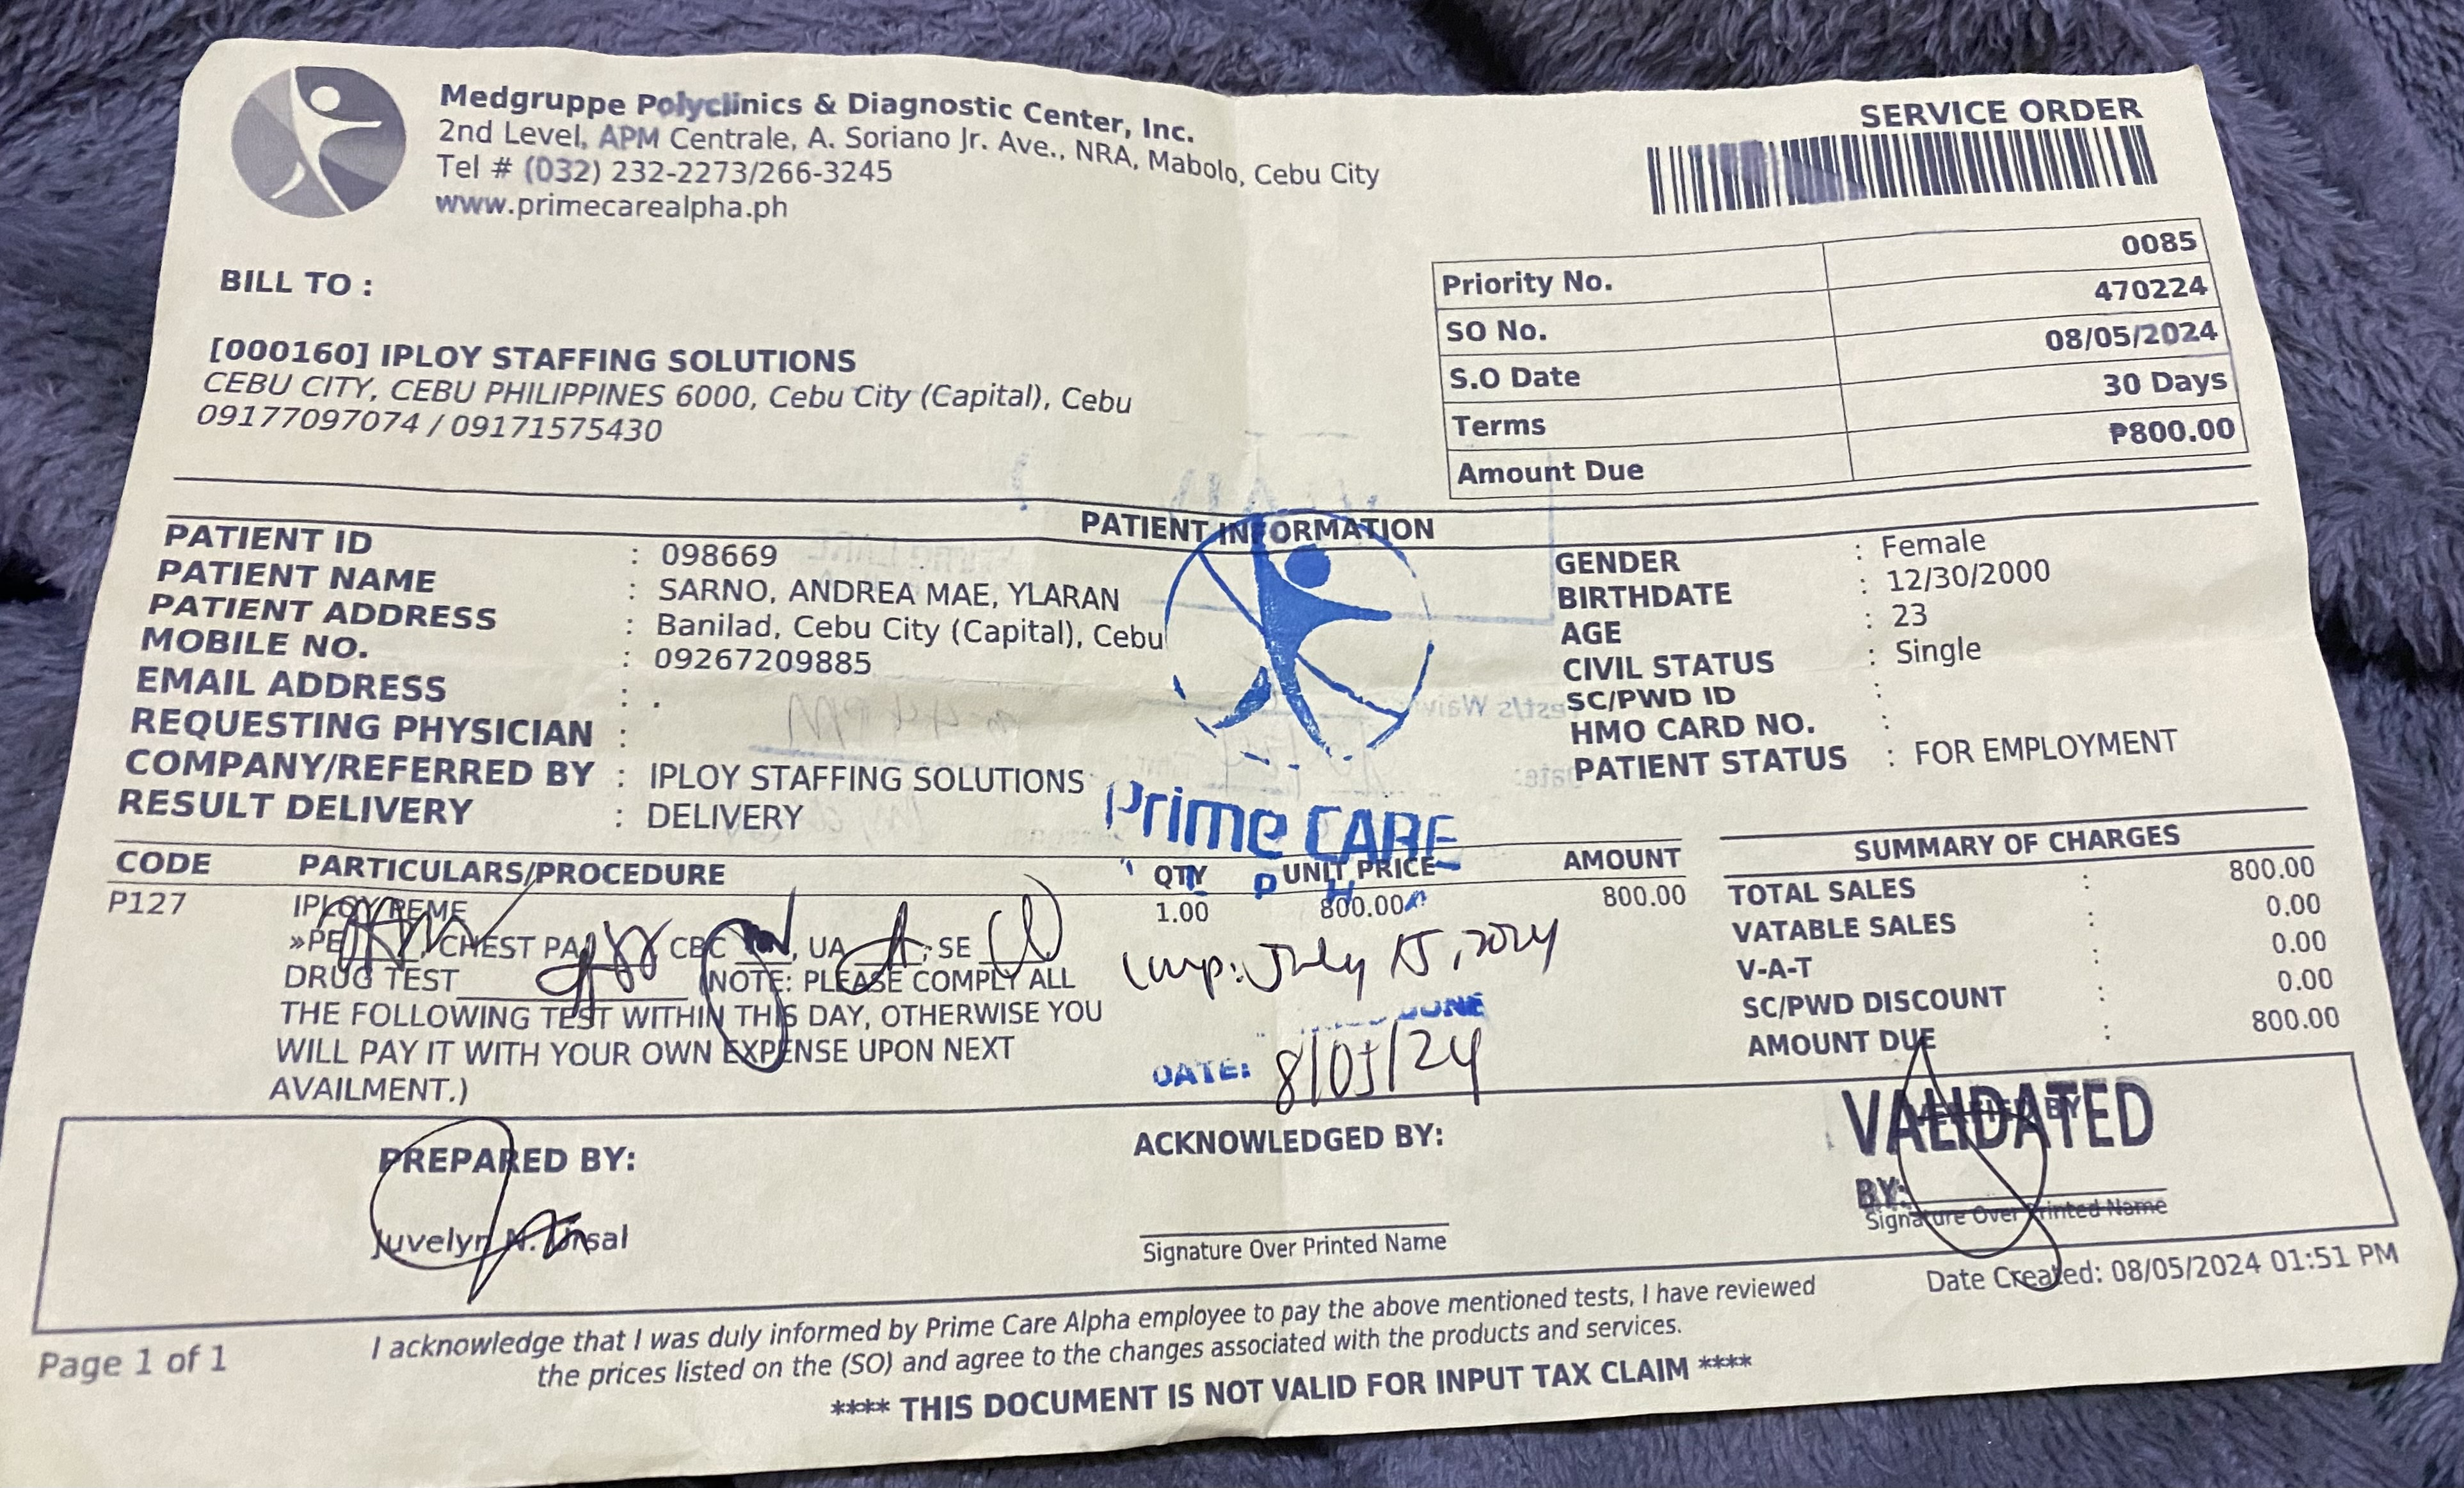 Medgruppe Polyclinics & Diagnostic Center, Inc.
2nd Level, APM Centrale, A. Soriano Jr. Ave., NRA, Mabolo, Cebu City
Tel # (032) 232-2273/266-3245
www.primecarealpha.ph
SERVICE ORDER
BILL TO :
[000160] IPLOY STAFFING SOLUTIONS
CEBU CITY, CEBU PHILIPPINES 6000, Cebu City (Capital), Cebu
09177097074 / 09171575430
Priority No. 0085
SO No. 470224
S.O Date 08/05/2024
Terms 30 Days
Amount Due ₱800.00
PATIENT INFORMATION
PATIENT ID : 098669
PATIENT NAME : SARNO, ANDREA MAE, YLARAN
PATIENT ADDRESS : Banilad, Cebu City (Capital), Cebu
MOBILE NO. : 09267209885
EMAIL ADDRESS : .
REQUESTING PHYSICIAN :
COMPANY/REFERRED BY : IPLOY STAFFING SOLUTIONS
RESULT DELIVERY : DELIVERY
GENDER : Female
BIRTHDATE : 12/30/2000
AGE : 23
CIVIL STATUS : Single
SC/PWD ID :
HMO CARD NO. :
PATIENT STATUS : FOR EMPLOYMENT
Prime CARE
CODE PARTICULARS/PROCEDURE QTY UNIT PRICE AMOUNT
P127 IPLOY PEME 1.00 800.00 800.00
»PE, CHEST PA, CBC, UA, SE
DRUG TEST (NOTE: PLEASE COMPLY ALL
THE FOLLOWING TEST WITHIN THIS DAY, OTHERWISE YOU
WILL PAY IT WITH YOUR OWN EXPENSE UPON NEXT
AVAILMENT.)
Lmp: July 15, 2024
DONE
DATE: 8/05/24
SUMMARY OF CHARGES
TOTAL SALES : 800.00
VATABLE SALES : 0.00
V-A-T : 0.00
SC/PWD DISCOUNT : 0.00
AMOUNT DUE : 800.00
PREPARED BY:
Juvelyn N. Ursal
ACKNOWLEDGED BY:
Signature Over Printed Name
VERIFIED BY
VALIDATED
BY:
Signature Over Printed Name
Date Created: 08/05/2024 01:51 PM
Page 1 of 1
I acknowledge that I was duly informed by Prime Care Alpha employee to pay the above mentioned tests, I have reviewed
the prices listed on the (SO) and agree to the changes associated with the products and services.
**** THIS DOCUMENT IS NOT VALID FOR INPUT TAX CLAIM ****